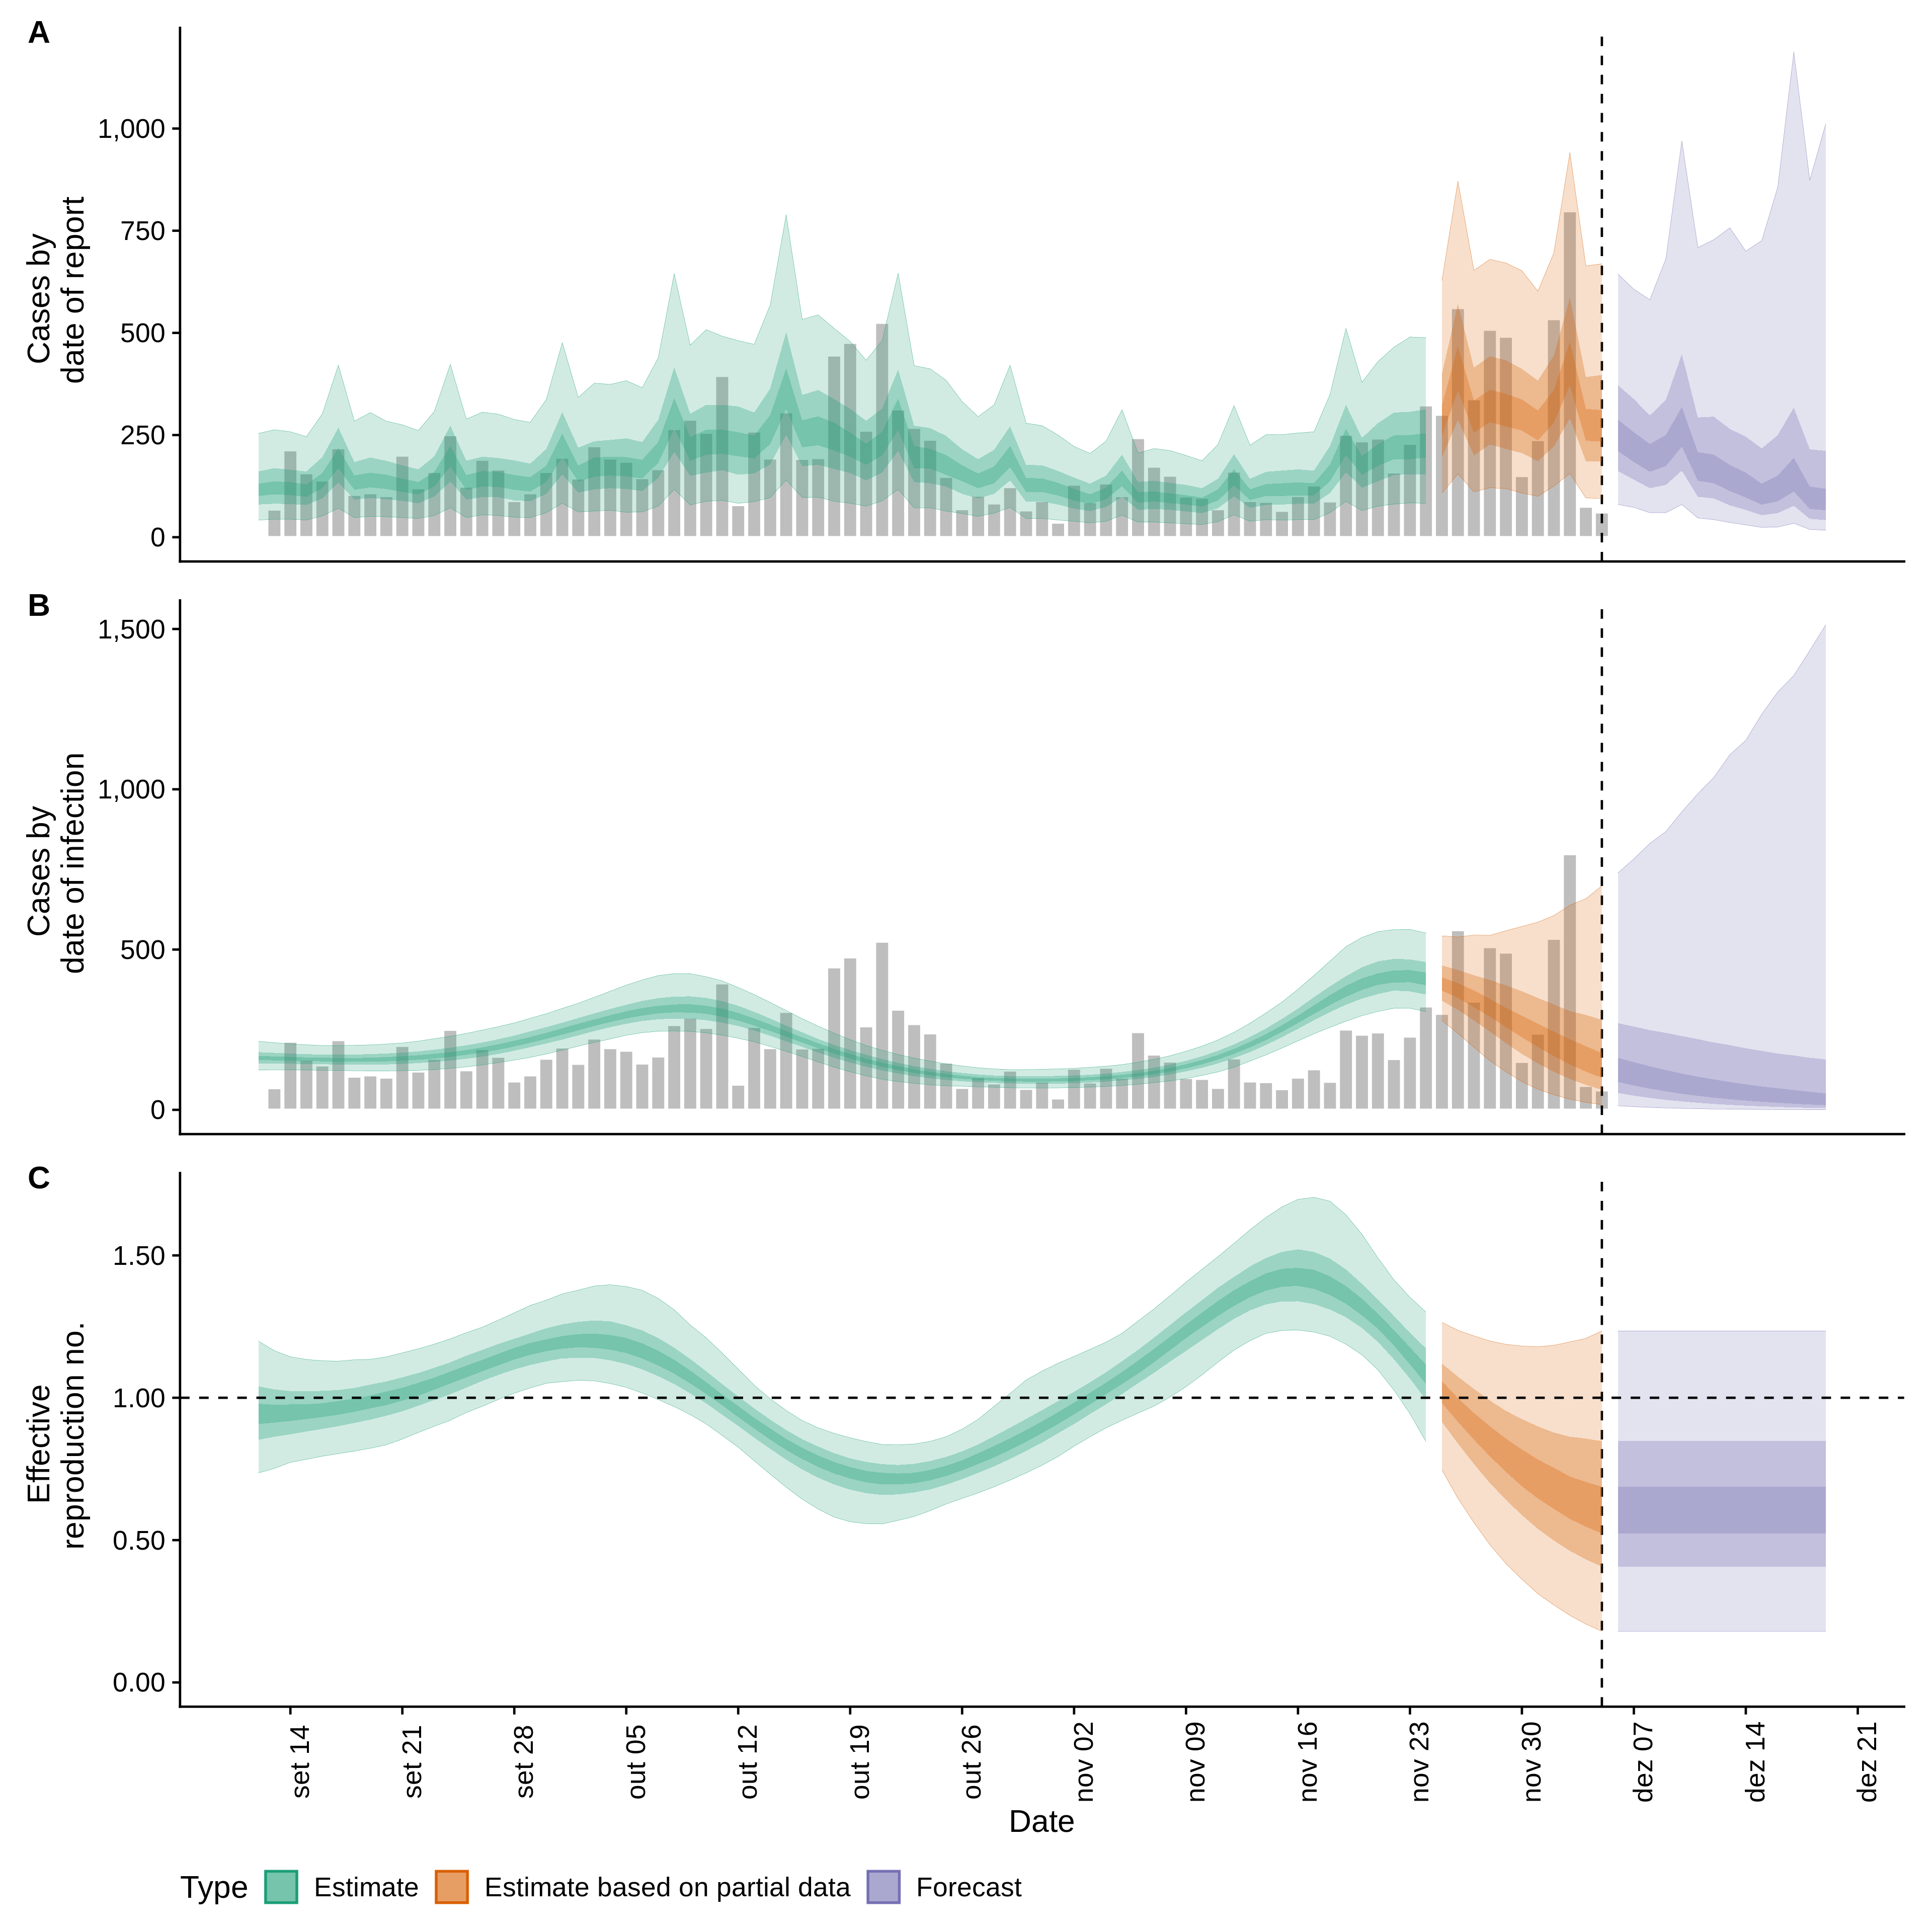 A
Cases by
date of report
1,000
750
500
250
0
B
Cases by
date of infection
1,500
1,000
500
0
C
Effective
reproduction no.
1.50
1.00
0.50
0.00
set 14
set 21
set 28
out 05
out 12
out 19
out 26
nov 02
nov 09
nov 16
nov 23
nov 30
dez 07
dez 14
dez 21
Date
Type
Estimate
Estimate based on partial data
Forecast